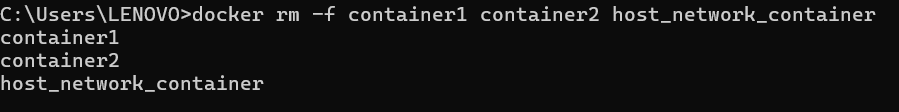 C:\Users\LENOVO>docker rm -f container1 container2 host_network_container
container1
container2
host_network_container